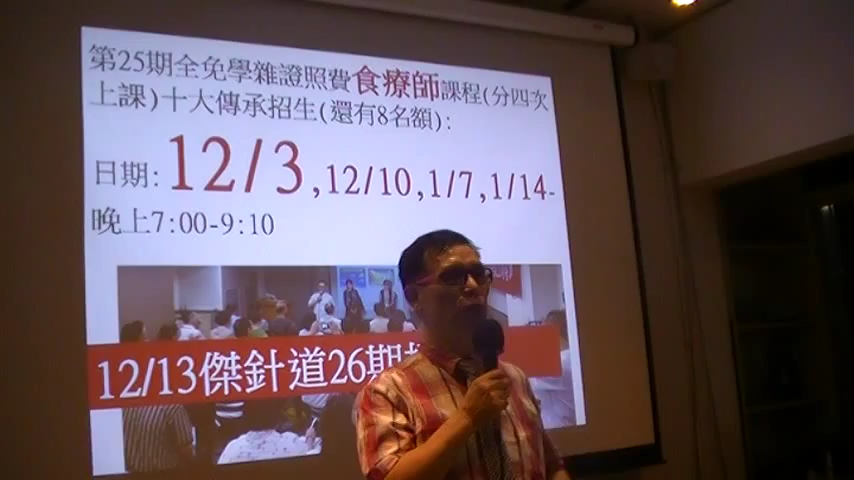 第25期全免學雜證照費食療師課程(分四次
上課)十大傳承招生(還有8名額):
日期: 12/3,12/10,1/7,1/14-
晚上7:00-9:10
12/13傑針道26期